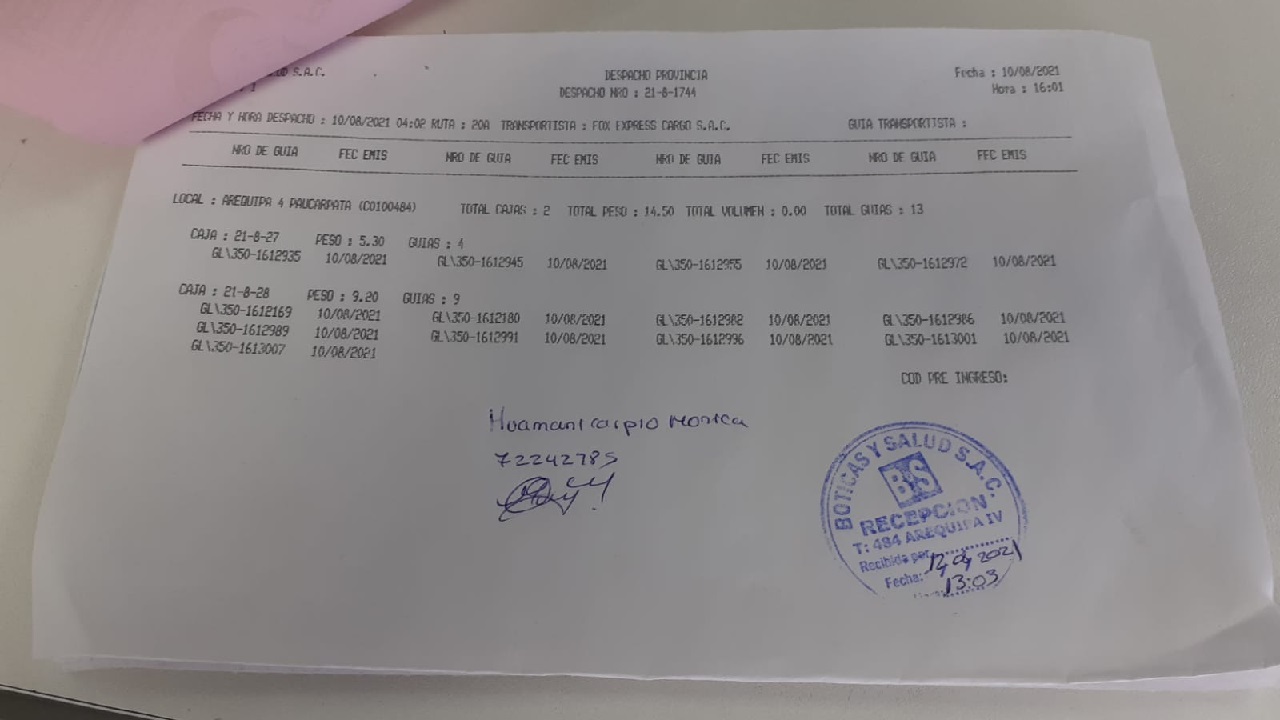 S.A.C.
DESPACHO PROVINCIA
Fecha : 10/08/2021
DESPACHO NRO : 21-8-1744
Hora : 16:01
FECHA Y HORA DESPACHO : 10/08/2021 04:02 RUTA : 20A TRANSPORTISTA : FOX EXPRESS CARGO S.A.C. GUIA TRANSPORTISTA :
NRO DE GUIA FEC EMIS NRO DE GUIA FEC EMIS NRO DE GUIA FEC EMIS NRO DE GUIA FEC EMIS
LOCAL : AREQUIPA 4 PAUCARPATA (C0100484) TOTAL CAJAS : 2 TOTAL PESO : 14.50 TOTAL VOLUMEN : 0.00 TOTAL GUIAS : 13
CAJA : 21-8-27 PESO : 5.30 GUIAS : 4
GL\350-1612935 10/08/2021 GL\350-1612945 10/08/2021 GL\350-1612955 10/08/2021 GL\350-1612972 10/08/2021
CAJA : 21-8-28 PESO : 9.20 GUIAS : 9
GL\350-1612169 10/08/2021 GL\350-1612180 10/08/2021 GL\350-1612982 10/08/2021 GL\350-1612986 10/08/2021
GL\350-1612989 10/08/2021 GL\350-1612991 10/08/2021 GL\350-1612996 10/08/2021 GL\350-1613001 10/08/2021
GL\350-1613007 10/08/2021
COD PRE INGRESO:
Huamani carpio Monica
72242785
BOTICAS Y SALUD S.A.C.
BS
RECEPCION
T: 484 AREQUIPA IV
Recibida por
Fecha: 2021
13:03